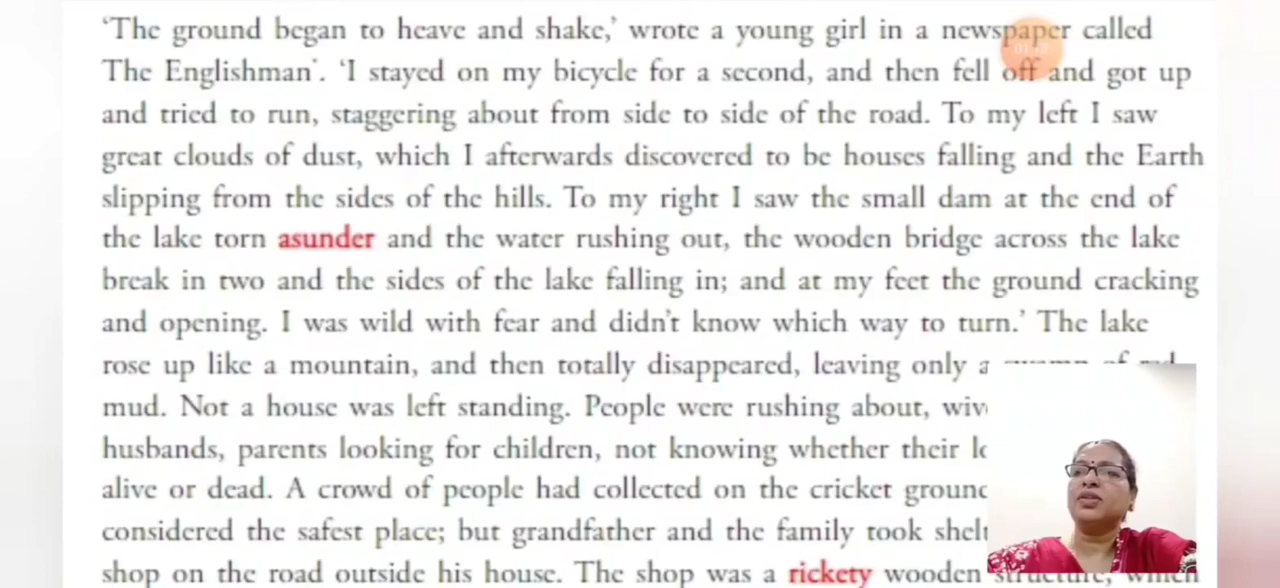 ‘The ground began to heave and shake,’ wrote a young girl in a newspaper called
The Englishman’. ‘I stayed on my bicycle for a second, and then fell off and got up
and tried to run, staggering about from side to side of the road. To my left I saw
great clouds of dust, which I afterwards discovered to be houses falling and the Earth
slipping from the sides of the hills. To my right I saw the small dam at the end of
the lake torn asunder and the water rushing out, the wooden bridge across the lake
break in two and the sides of the lake falling in; and at my feet the ground cracking
and opening. I was wild with fear and didn’t know which way to turn.’ The lake
rose up like a mountain, and then totally disappeared, leaving only a
mud. Not a house was left standing. People were rushing about,
husbands, parents looking for children, not knowing whether their
alive or dead. A crowd of people had collected on the cricket
considered the safest place; but grandfather and the family took
shop on the road outside his house. The shop was a rickety wooden